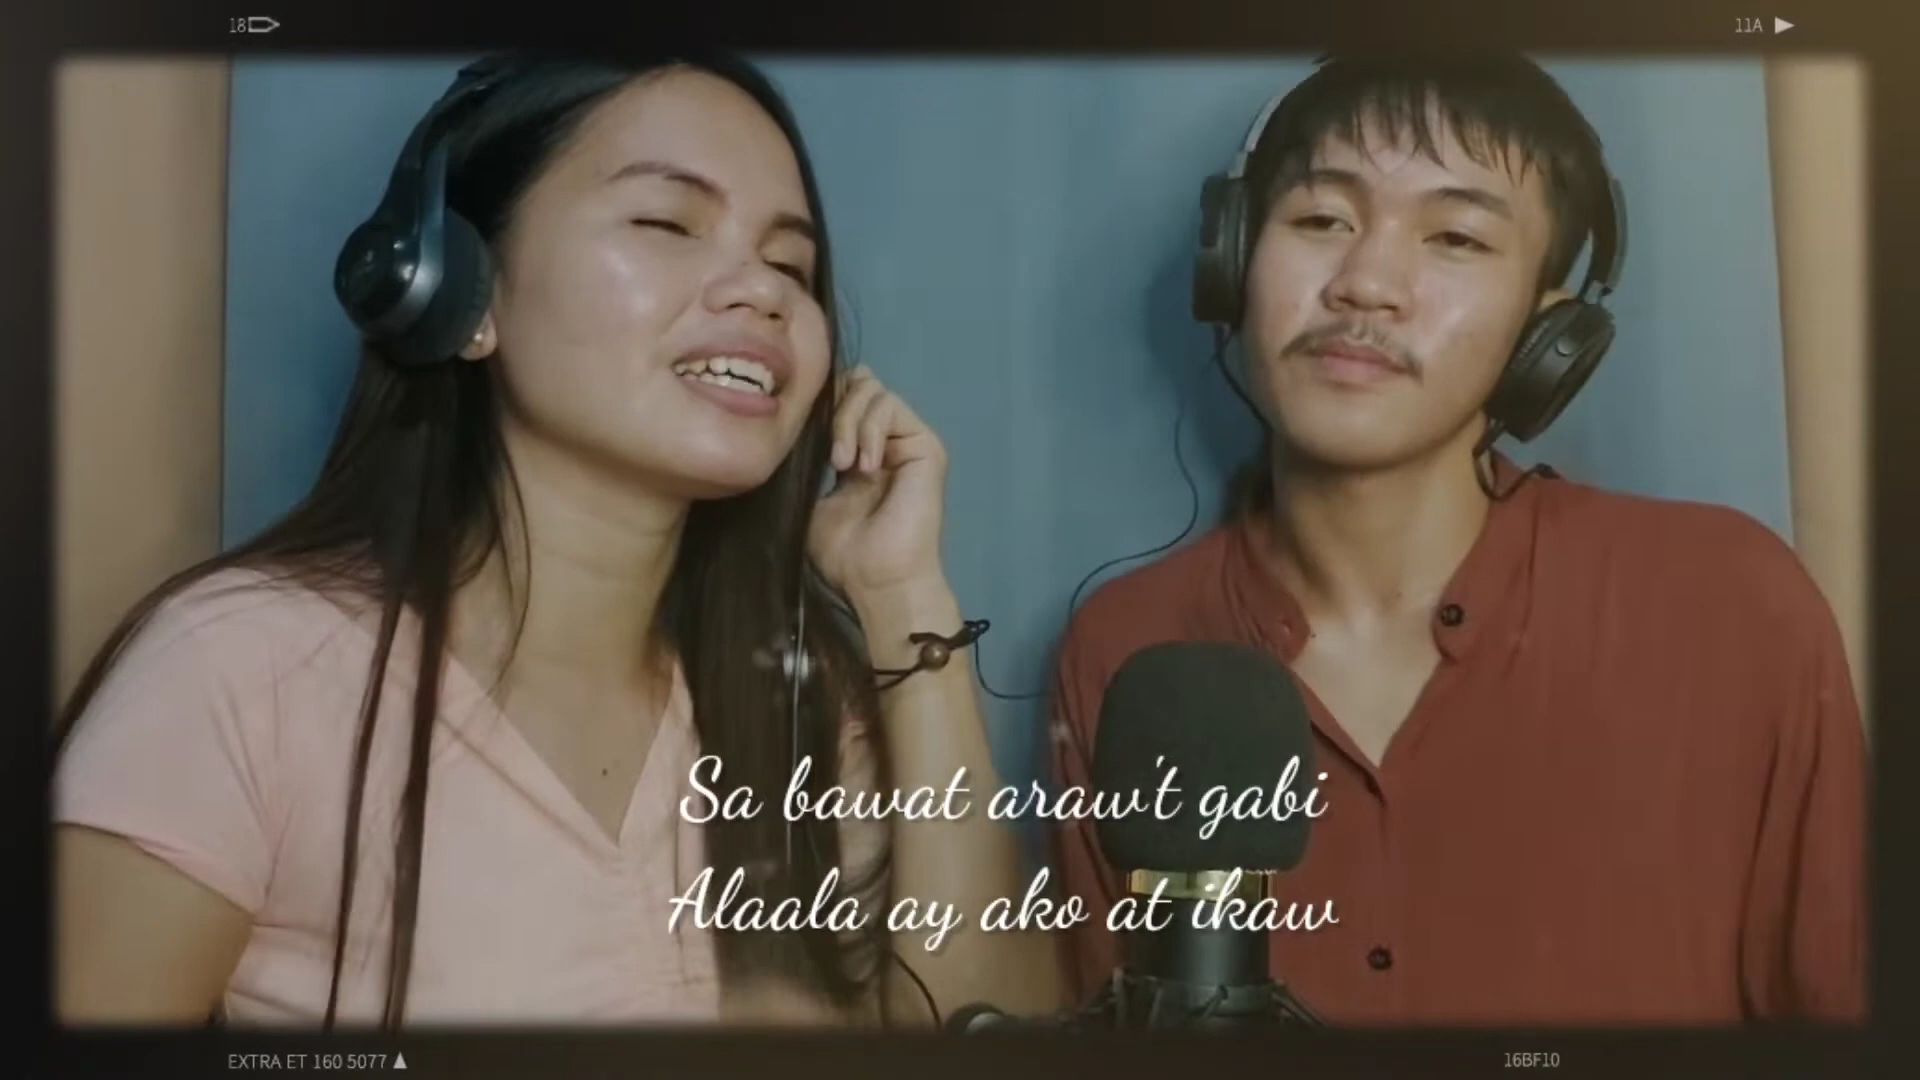 18
11A
Sa bawat araw't gabi
Alaala ay ako at ikaw
EXTRA ET 160 5077
16BF10